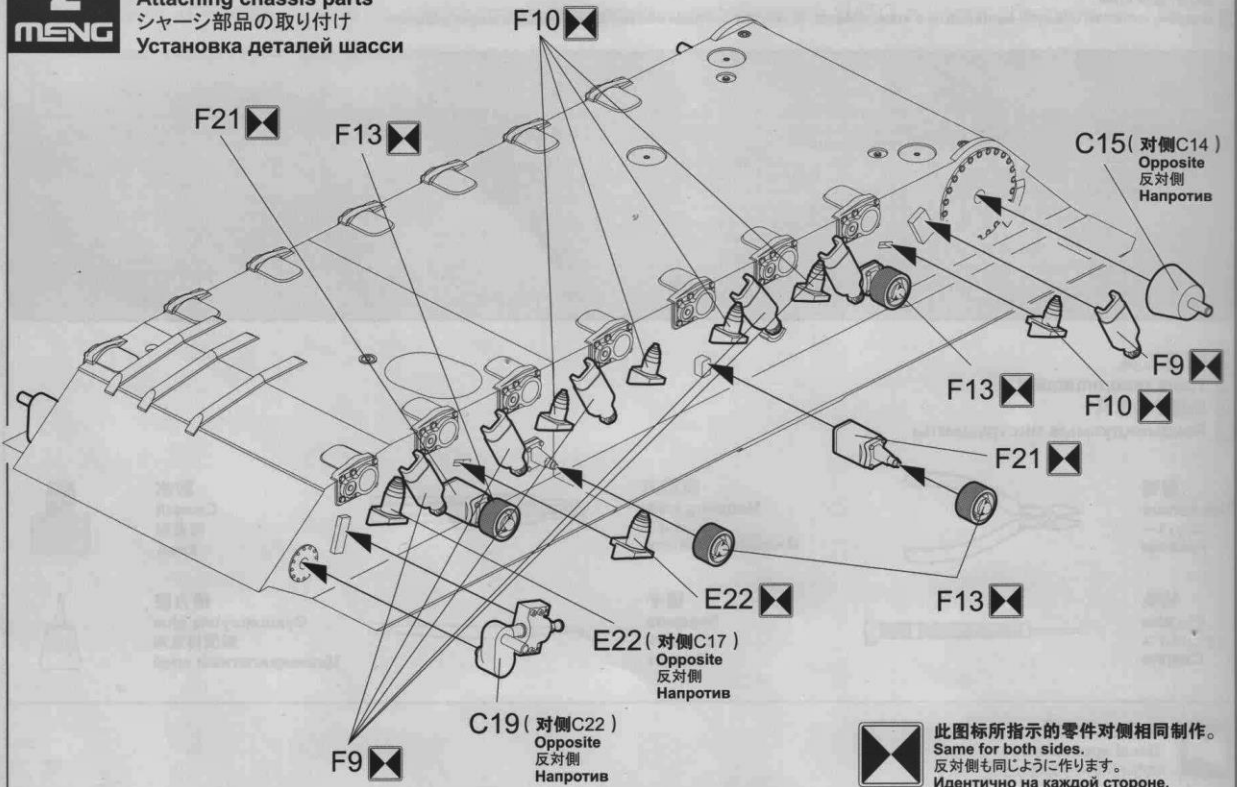 2
MENG
Attaching chassis parts
シャーシ部品の取り付け
Установка деталей шасси
F10
F21
F13
C15(对侧C14)
Opposite
反対側
Напротив
F9
F13
F10
F21
F13
E22
E22(对侧C17)
Opposite
反対側
Напротив
C19(对侧C22)
Opposite
反対側
Напротив
F9
此图标所指示的零件对侧相同制作。
Same for both sides.
反対側も同じように作ります。
Идентично на каждой стороне.